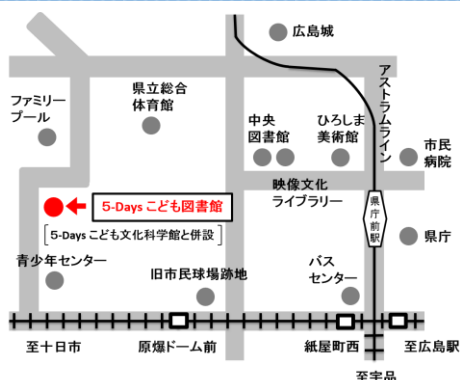 広島城
アストラムライン
県立総合
体育館
ファミリー
プール
中央
図書館
ひろしま
美術館
市民
病院
映像文化
ライブラリー
県庁前駅
5-Days こども図書館
[5-Days こども文化科学館と併設]
県庁
青少年センター
旧市民球場跡地
バス
センター
至十日市
原爆ドーム前
紙屋町西
至広島駅
至宇品